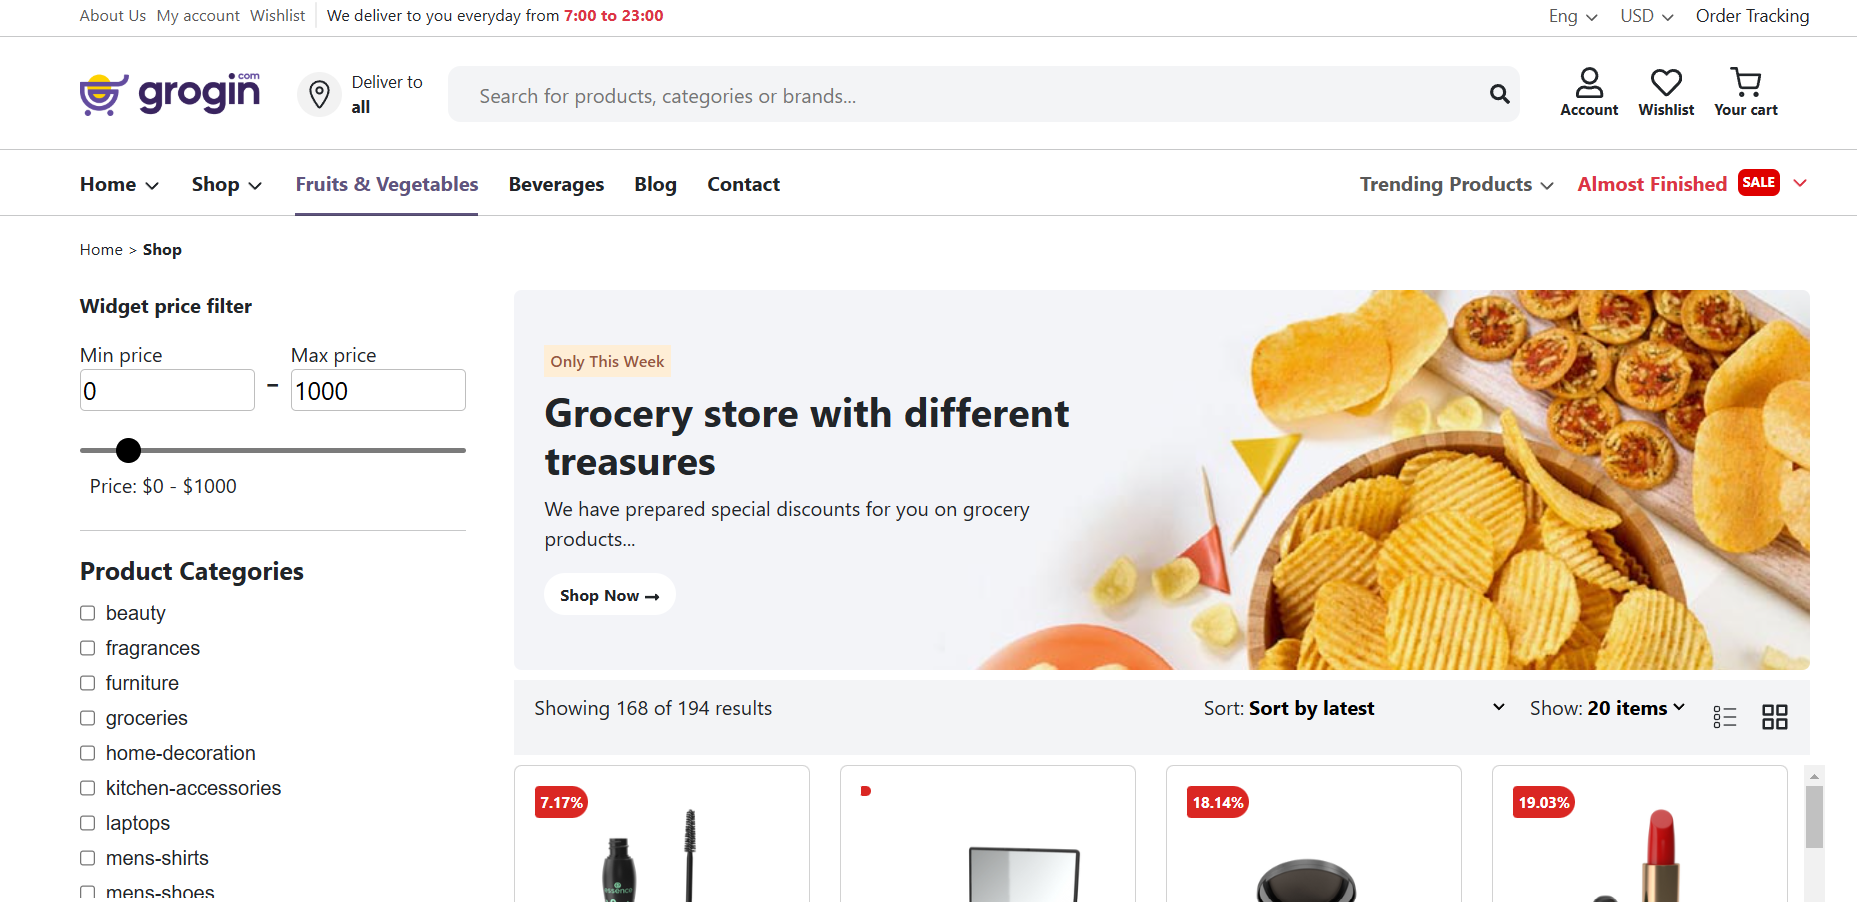 About Us My account Wishlist We deliver to you everyday from 7:00 to 23:00
Eng USD Order Tracking
grogin.com
Deliver to
all
Search for products, categories or brands...
Account Wishlist Your cart
Home Shop Fruits & Vegetables Beverages Blog Contact
Trending Products Almost Finished SALE
Home > Shop
Widget price filter
Min price Max price
0 - 1000
Price: $0 - $1000
Product Categories
beauty
fragrances
furniture
groceries
home-decoration
kitchen-accessories
laptops
mens-shirts
mens-shoes
Only This Week
Grocery store with different
treasures
We have prepared special discounts for you on grocery
products...
Shop Now →
Showing 168 of 194 results
Sort: Sort by latest
Show: 20 items
7.17%
18.14%
19.03%
essence